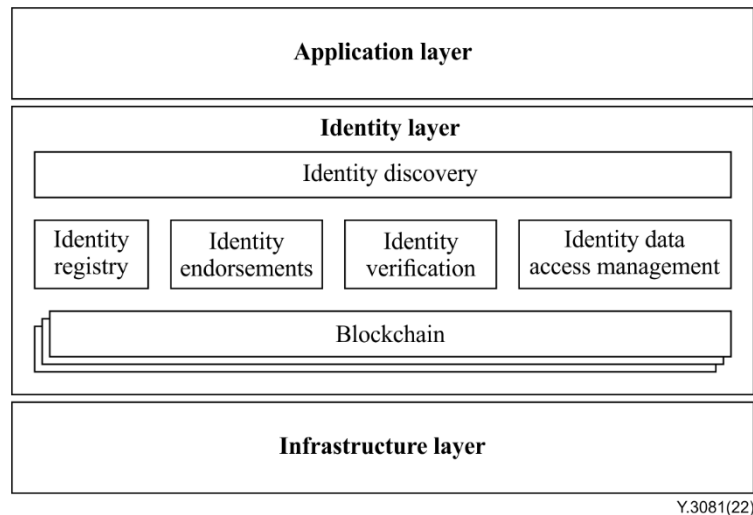 Application layer
Identity layer
Identity discovery
Identity
registry
Identity
endorsements
Identity
verification
Identity data
access management
Blockchain
Infrastructure layer
Y.3081(22)